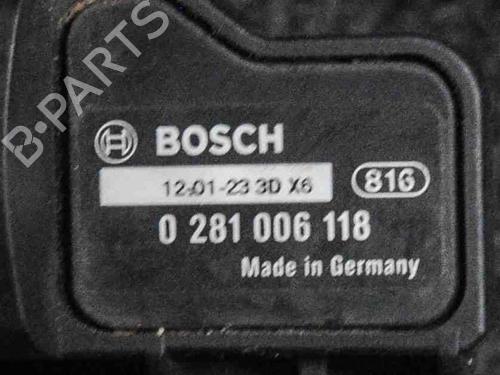 B-PARTS
BOSCH
12-01-23 3D X6 816
0 281 006 118
Made in Germany